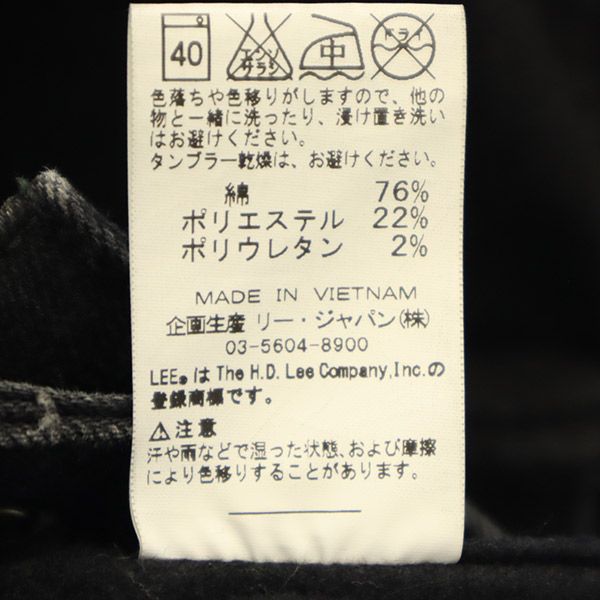 40 エンソ サラシ 中 ドライ
色落ちや色移りがしますので、他の
物と一緒に洗ったり、浸け置き洗い
はお避けください。
タンブラー乾燥は、お避けください。
綿 76%
ポリエステル 22%
ポリウレタン 2%
MADE IN VIETNAM
企画生産 リー・ジャパン(株)
03-5604-8900
LEE®は The H.D. Lee Company,Inc.の
登録商標です。
⚠注意
汗や雨などで湿った状態、および摩擦
により色移りすることがあります。